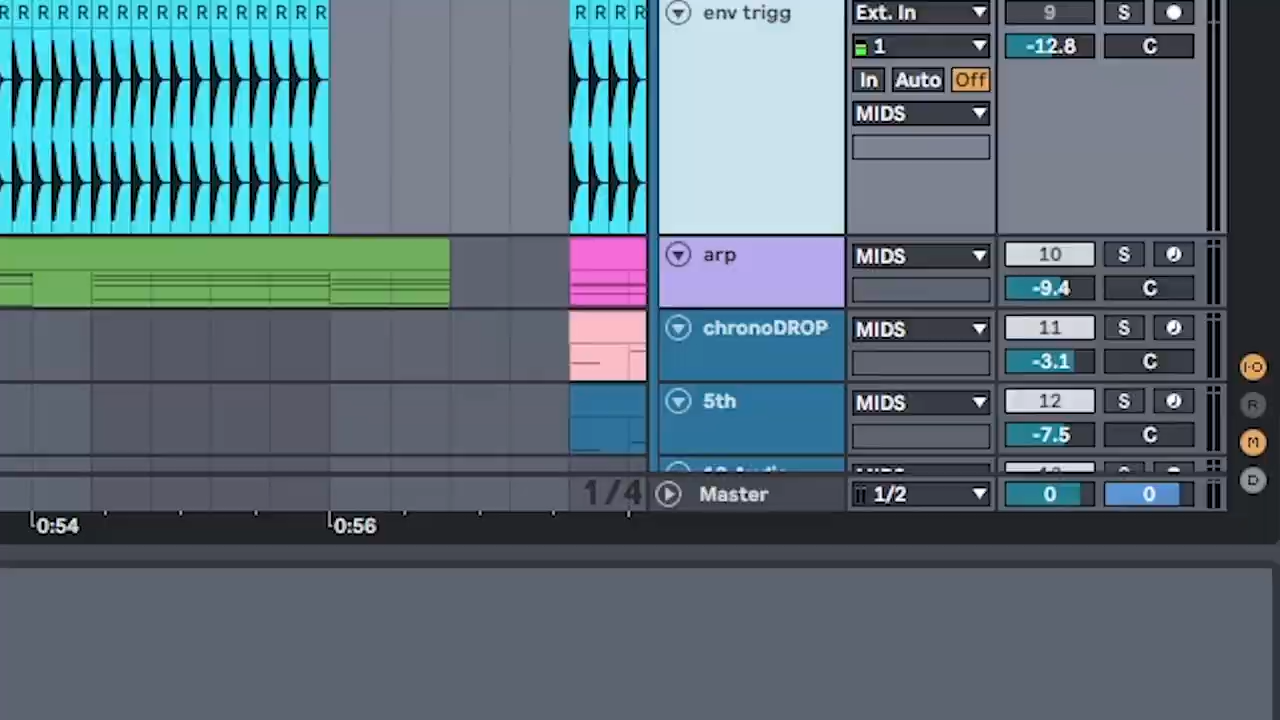 R R R R R R R R R R R R R R R R R R R R R env trigg Ext. In 9 S
1 -12.8 C
In Auto Off
MIDS
arp MIDS 10 S
-9.4 C
chronoDROP MIDS 11 S
-3.1 C
I·O
5th MIDS 12 S
R
-7.5 C
M
D
1/4 Master 1/2 0 0
0:54 0:56